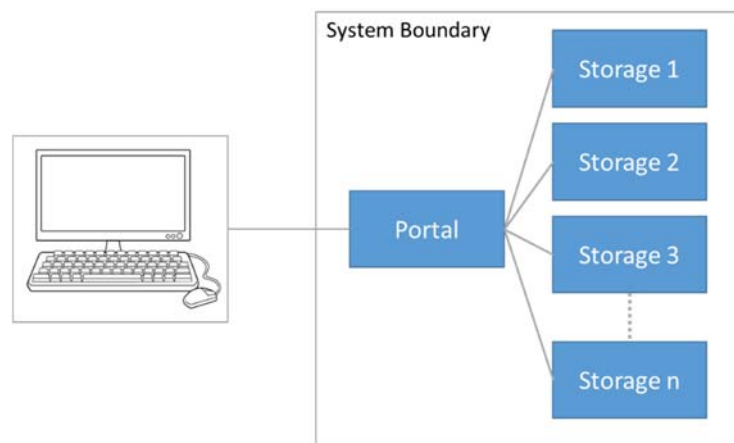 System Boundary
Storage 1
Storage 2
Portal
Storage 3
Storage n